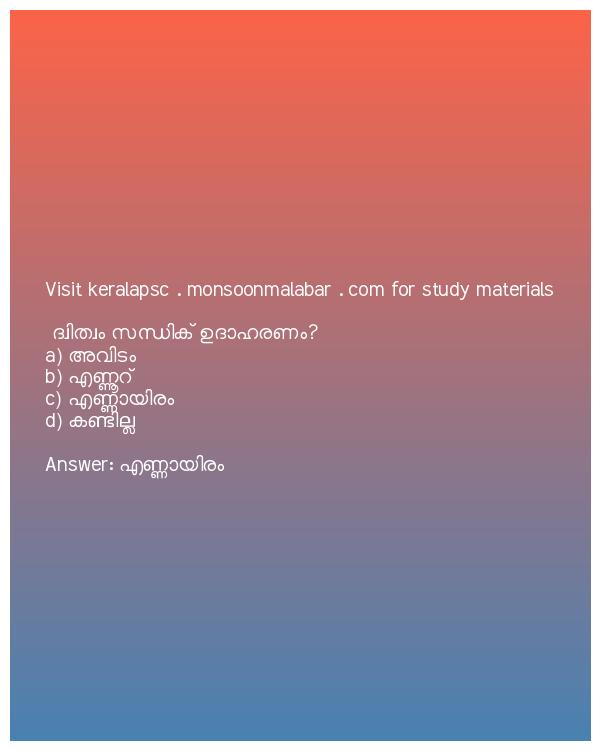 Visit keralapsc . monsoonmalabar . com for study materials
ദ്വിത്വം സന്ധിക് ഉദാഹരണം?
a) അവിടം
b) എണ്ണൂറ്
c) എണ്ണായിരം
d) കണ്ടില്ല
Answer: എണ്ണായിരം